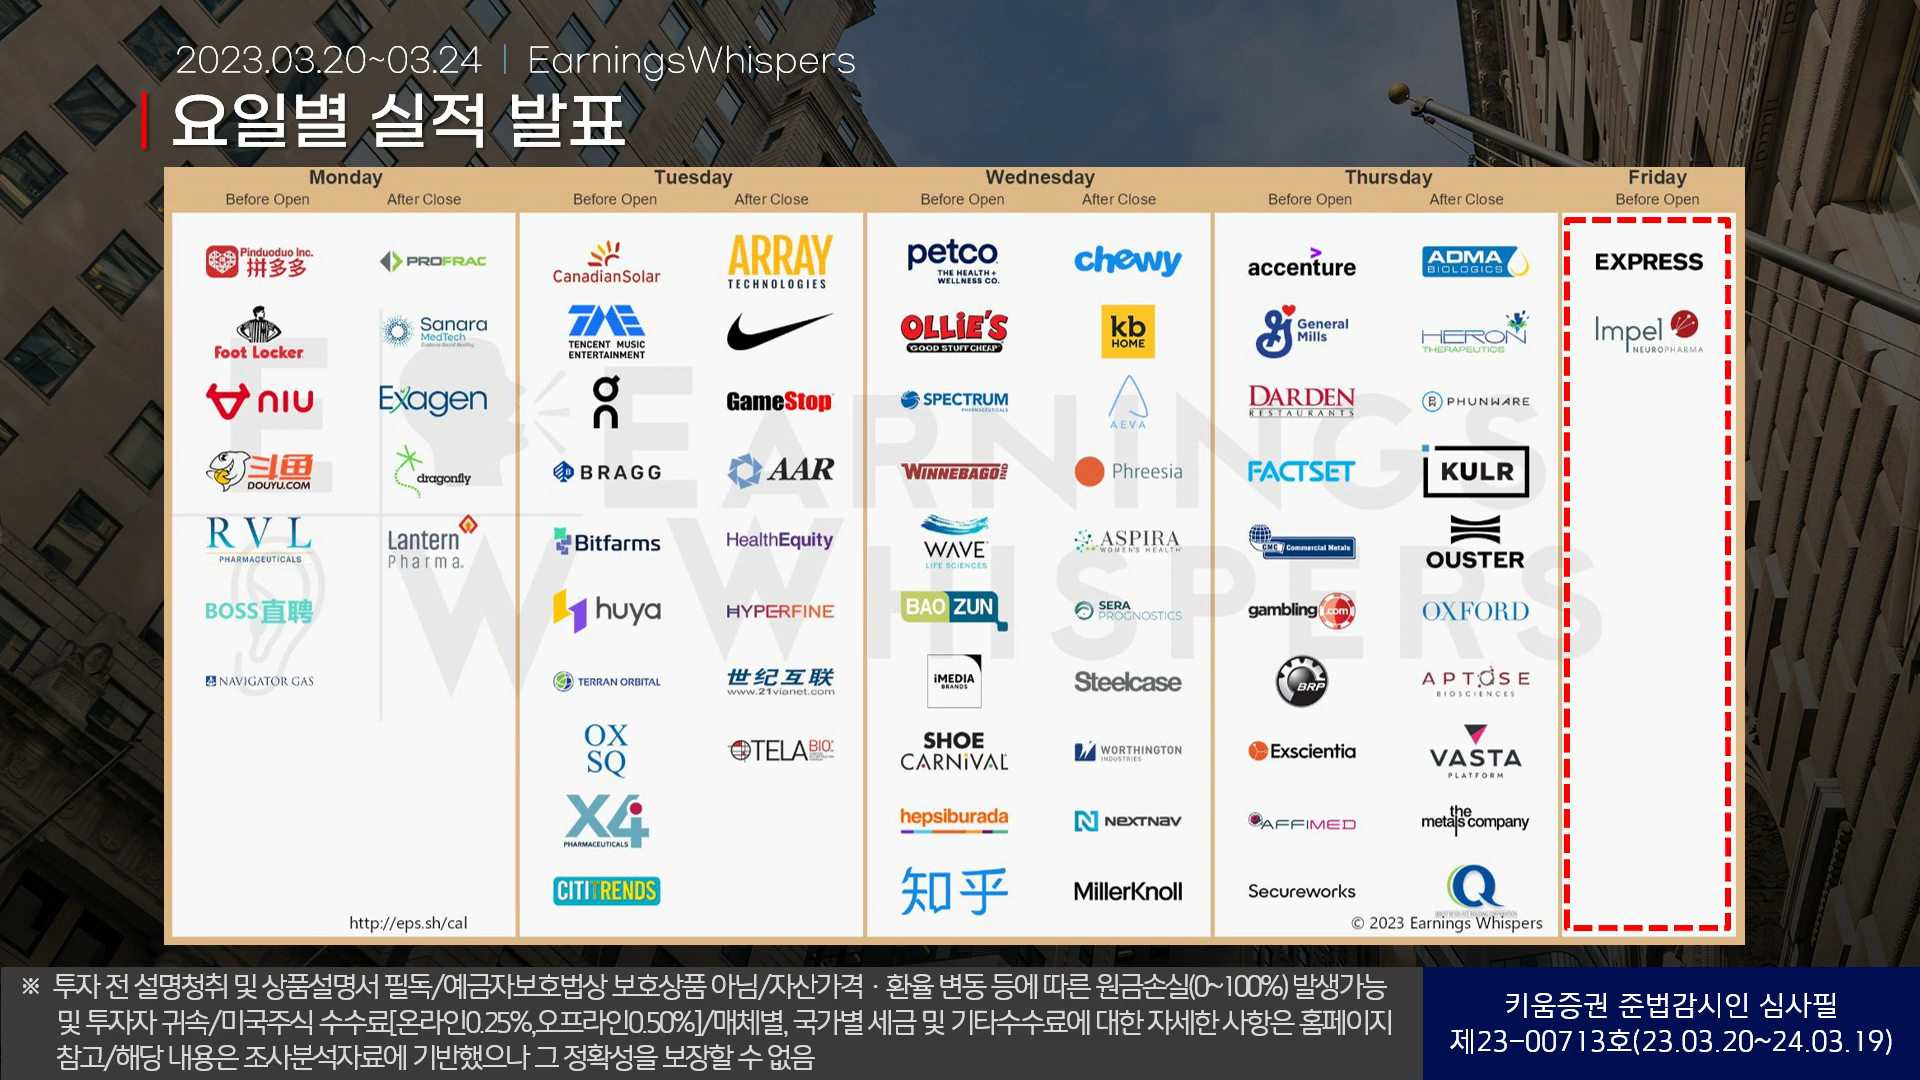 2023.03.20~03.24 | EarningsWhispers
요일별 실적 발표
Monday
Before Open After Close
Tuesday
Before Open After Close
Wednesday
Before Open After Close
Thursday
Before Open After Close
Friday
Before Open
Pinduoduo Inc.
拼多多
FOOT LOCKER
NIU
斗鱼
DOUYU.COM
RVL
PHARMACEUTICALS
BOSS直聘
NAVIGATOR GAS
PROFRAC
Sanara
MedTech
Exagen
dragonfly
Lantern
Pharma.
CanadianSolar
TME
TENCENT MUSIC
ENTERTAINMENT
On
BRAGG
Bitfarms
huya
TERRAN ORBITAL
OX
SQ
X4
PHARMACEUTICALS
CITITRENDS
ARRAY
TECHNOLOGIES
GameStop
AAR
HealthEquity
HYPERFINE
世纪互联
www.21vianet.com
TELA BIO
petco
THE HEALTH +
WELLNESS CO.
OLLIE'S
GOOD STUFF CHEAP
SPECTRUM
PHARMACEUTICALS
WINNEBAGO
WAVE
LIFE SCIENCES
BAOZUN
iMEDIA
BRANDS
SHOE
CARNIVAL
hepsiburada
知乎
chewy
kb
HOME
AEVA
Phreesia
ASPIRA
WOMEN'S HEALTH
SERA
PROGNOSTICS
Steelcase
WORTHINGTON
INDUSTRIES
NEXTNAV
MillerKnoll
accenture
General
Mills
DARDEN
RESTAURANTS
FACTSET
CMC Commercial Metals
gambling.com
BRP
Exscientia
AFFIMED
Secureworks
ADMA
BIOLOGICS
HERON
THERAPEUTICS
PHUNWARE
KULR
OUSTER
OXFORD
APTOSE
BIOSCIENCES
VASTA
PLATFORM
the
metals company
Q
EXPRESS
Impel
NEUROPHARMA
EARNINGS
WHISPERS
http://eps.sh/cal
© 2023 Earnings Whispers
※ 투자 전 설명청취 및 상품설명서 필독/예금자보호법상 보호상품 아님/자산가격 · 환율 변동 등에 따른 원금손실(0~100%) 발생가능
및 투자자 귀속/미국주식 수수료[온라인0.25%,오프라인0.50%]/매체별, 국가별 세금 및 기타수수료에 대한 자세한 사항은 홈페이지
참고/해당 내용은 조사분석자료에 기반했으나 그 정확성을 보장할 수 없음
키움증권 준법감시인 심사필
제23-00713호(23.03.20~24.03.19)